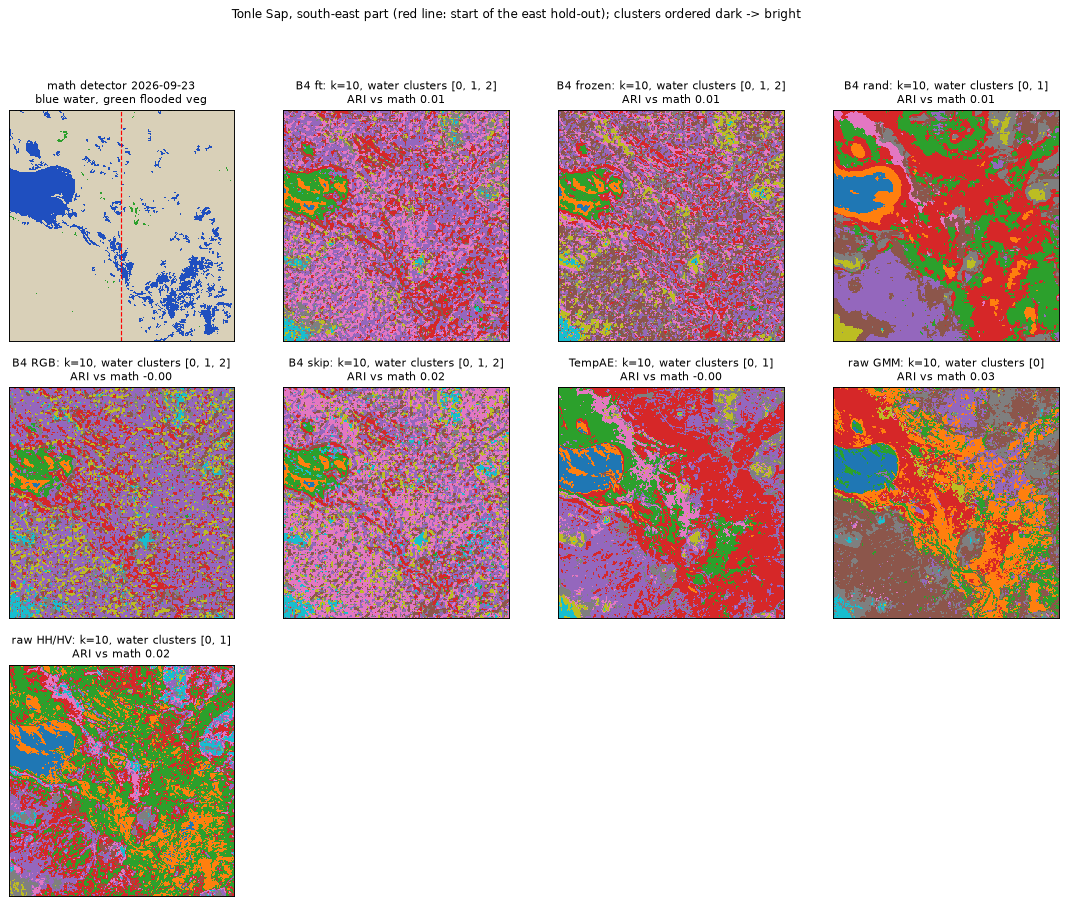 Tonle Sap, south-east part (red line: start of the east hold-out); clusters ordered dark -> bright
math detector 2026-09-23
blue water, green flooded veg
B4 ft: k=10, water clusters [0, 1, 2]
ARI vs math 0.01
B4 frozen: k=10, water clusters [0, 1, 2]
ARI vs math 0.01
B4 rand: k=10, water clusters [0, 1]
ARI vs math 0.01
B4 RGB: k=10, water clusters [0, 1, 2]
ARI vs math -0.00
B4 skip: k=10, water clusters [0, 1, 2]
ARI vs math 0.02
TempAE: k=10, water clusters [0, 1]
ARI vs math -0.00
raw GMM: k=10, water clusters [0]
ARI vs math 0.03
raw HH/HV: k=10, water clusters [0, 1]
ARI vs math 0.02